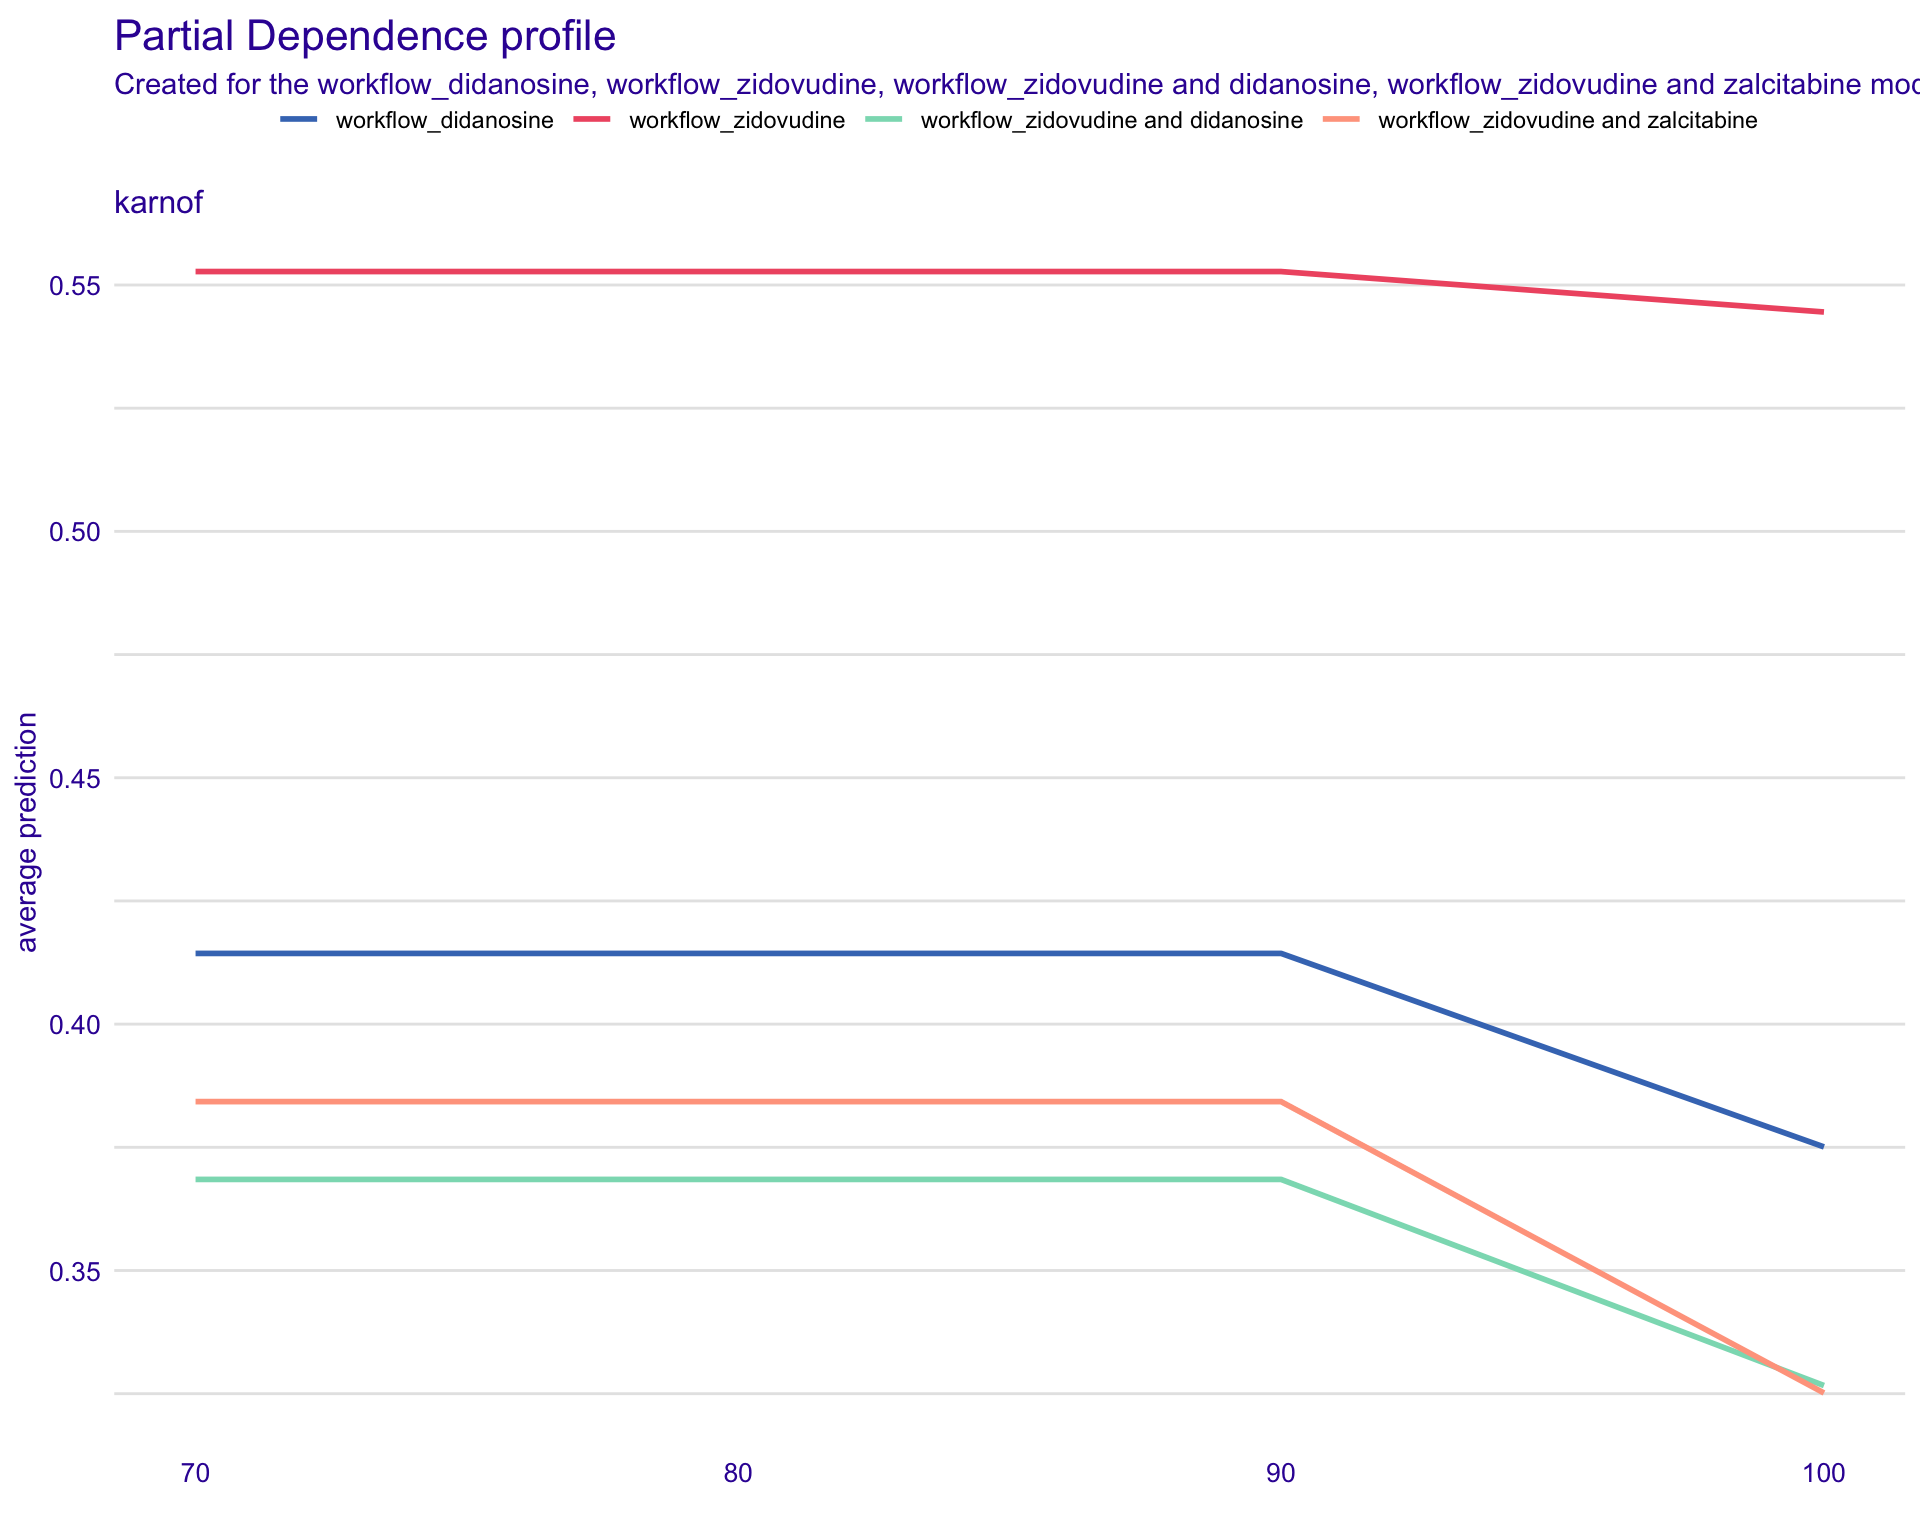 Partial Dependence profile
Created for the workflow_didanosine, workflow_zidovudine, workflow_zidovudine and didanosine, workflow_zidovudine and zalcitabine
workflow_didanosine workflow_zidovudine workflow_zidovudine and didanosine workflow_zidovudine and zalcitabine
karnof
0.55
0.50
0.45
0.40
0.35
average prediction
70 80 90 100